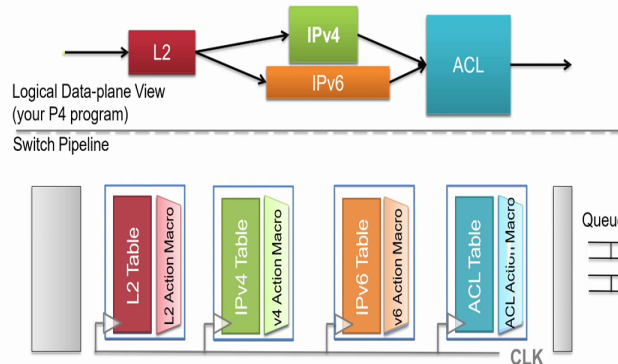 L2
IPv4
IPv6
ACL
Logical Data-plane View
(your P4 program)
Switch Pipeline
L2 Table
L2 Action Macro
IPv4 Table
v4 Action Macro
IPv6 Table
v6 Action Macro
ACL Table
ACL Action Macro
CLK